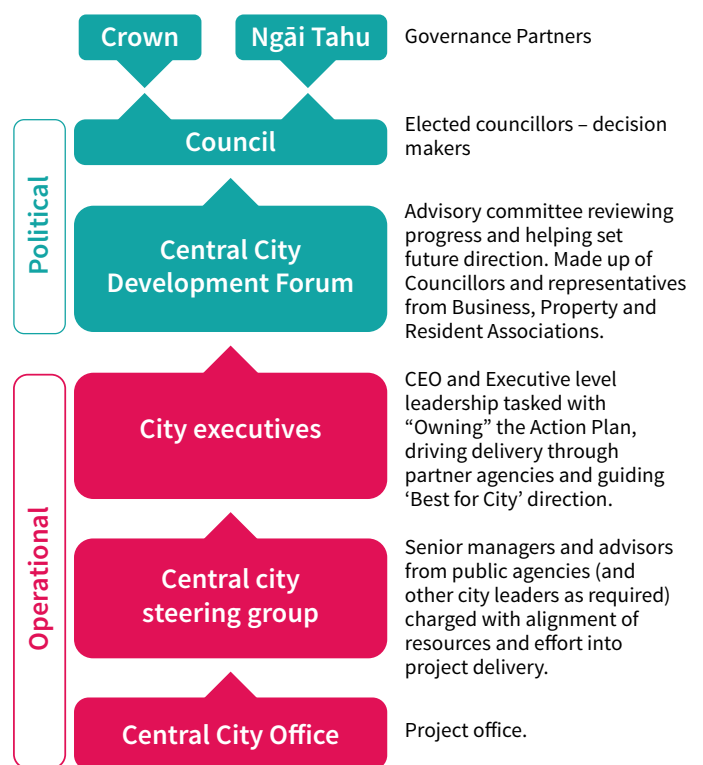 Crown
Ngāi Tahu
Governance Partners
Political
Council
Elected councillors – decision
makers
Central City
Development Forum
Advisory committee reviewing
progress and helping set
future direction. Made up of
Councillors and representatives
from Business, Property and
Resident Associations.
Operational
City executives
CEO and Executive level
leadership tasked with
“Owning” the Action Plan,
driving delivery through
partner agencies and guiding
‘Best for City’ direction.
Central city
steering group
Senior managers and advisors
from public agencies (and
other city leaders as required)
charged with alignment of
resources and effort into
project delivery.
Central City Office
Project office.